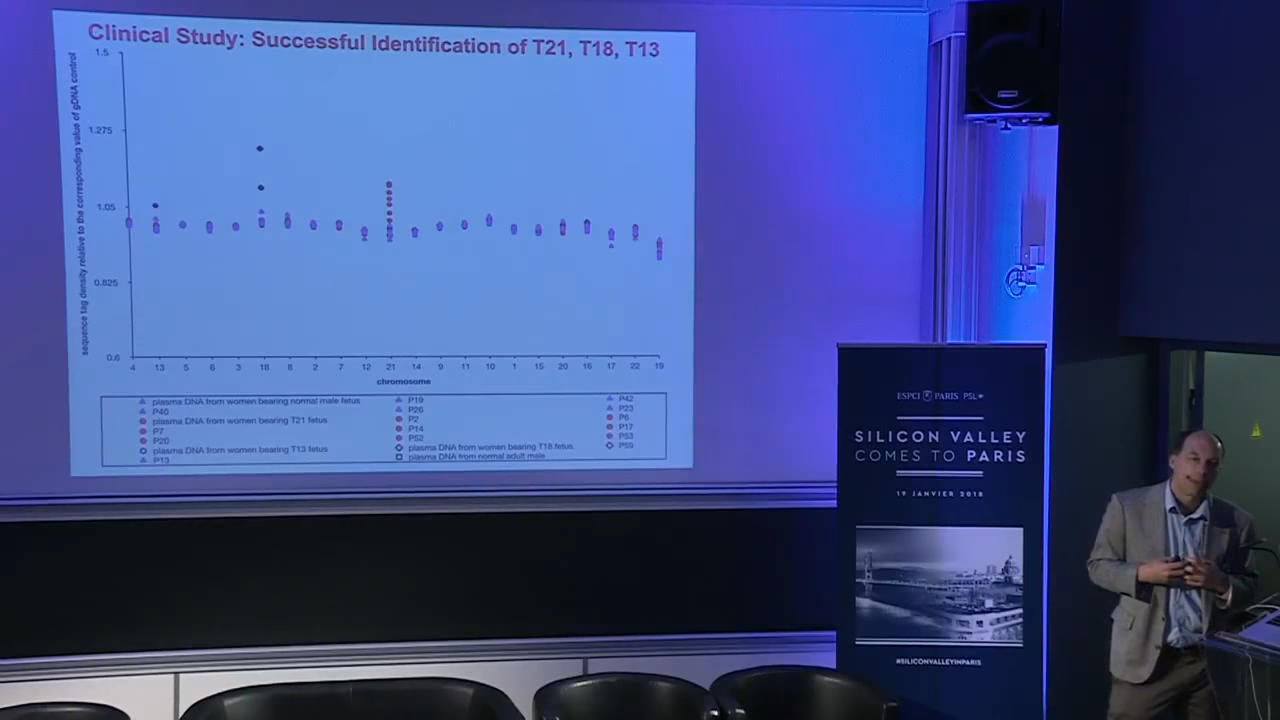 Clinical Study: Successful Identification of T21, T18, T13
sequence tag density relative to the corresponding value of gDNA control
1.5
1.275
1.05
0.825
0.6
4 13 5 6 3 18 8 2 7 12 21 14 9 11 10 1 15 20 16 17 22 19
chromosome
plasma DNA from women bearing normal male fetus
P40
plasma DNA from women bearing T21 fetus
P7
P20
plasma DNA from women bearing T13 fetus
P13
P19
P26
P2
P14
P52
plasma DNA from women bearing T18 fetus
plasma DNA from normal adult male
P42
P23
P6
P17
P53
P59
ESPCI PARIS PSL
SILICON VALLEY
COMES TO PARIS
19 JANVIER 2018
#SILICONVALLEYINPARIS